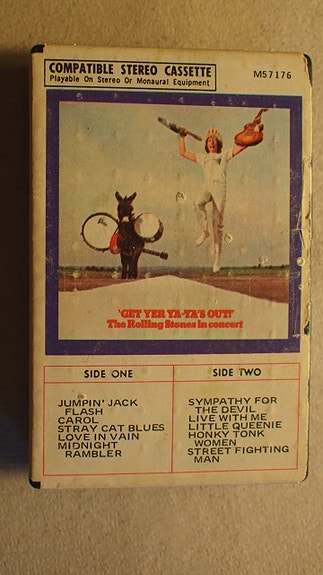 COMPATIBLE STEREO CASSETTE
Playable On Stereo Or Monaural Equipment
M57176
'GET YER YA-YA'S OUT!'
The Rolling Stones in concert
SIDE ONE
JUMPIN' JACK
FLASH
CAROL
STRAY CAT BLUES
LOVE IN VAIN
MIDNIGHT
RAMBLER
SIDE TWO
SYMPATHY FOR
THE DEVIL
LIVE WITH ME
LITTLE QUEENIE
HONKY TONK
WOMEN
STREET FIGHTING
MAN